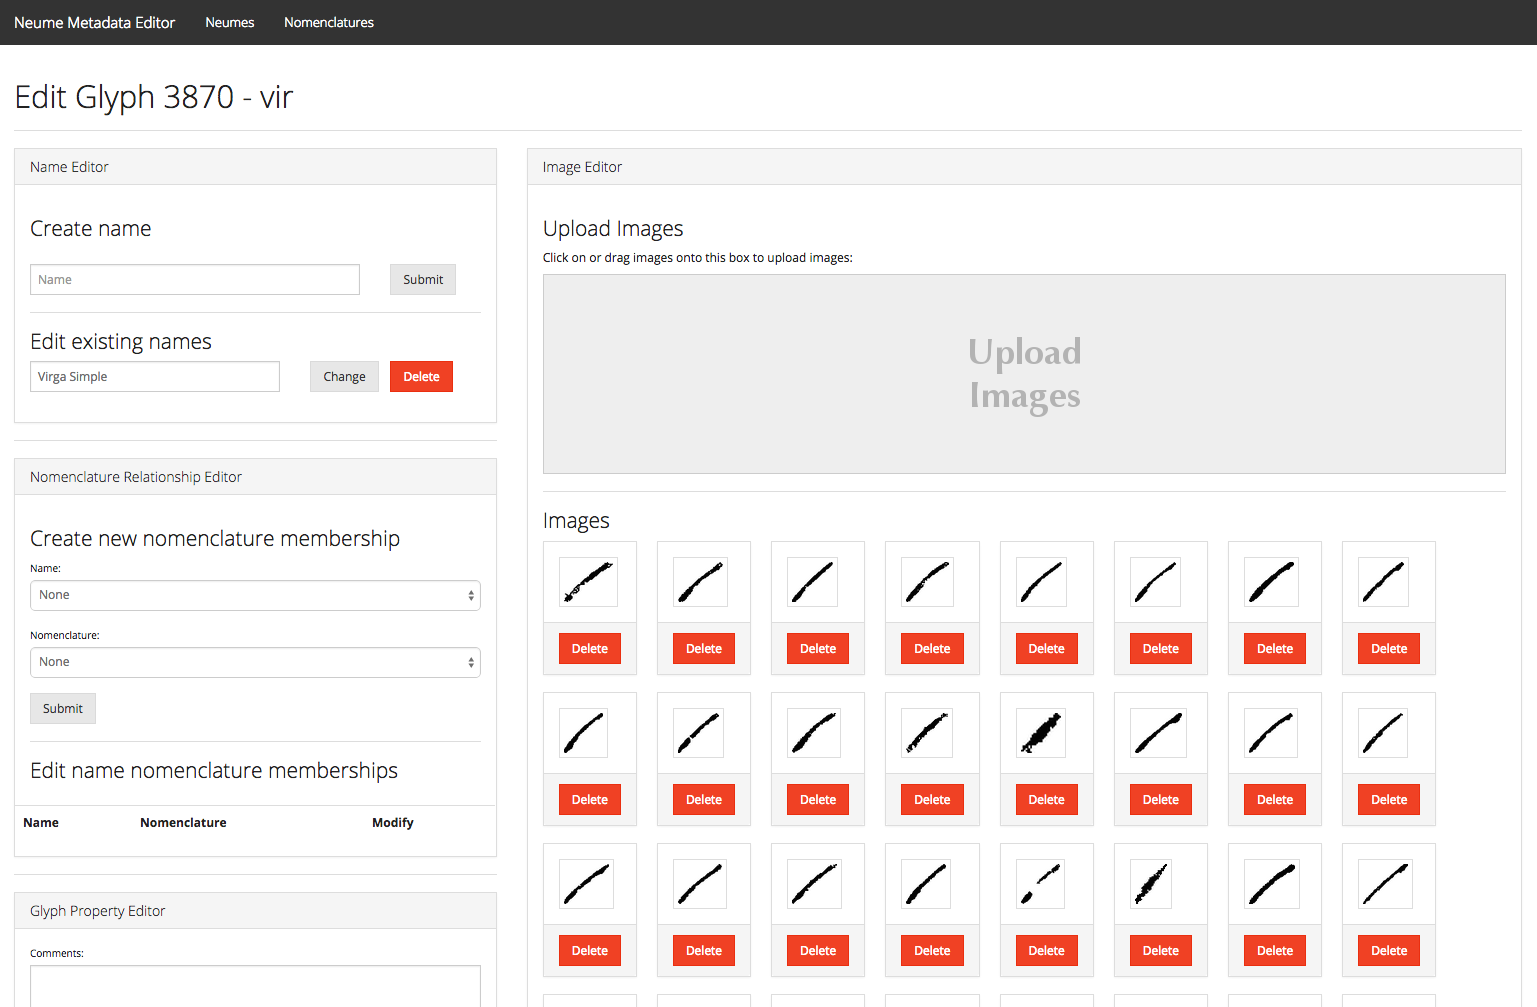 Neume Metadata Editor Neumes Nomenclatures
Edit Glyph 3870 - vir
Name Editor
Create name
Name Submit
Edit existing names
Virga Simple Change Delete
Nomenclature Relationship Editor
Create new nomenclature membership
Name:
None
Nomenclature:
None
Submit
Edit name nomenclature memberships
Name Nomenclature Modify
Glyph Property Editor
Comments:
Image Editor
Upload Images
Click on or drag images onto this box to upload images:
Upload
Images
Images
Delete Delete Delete Delete Delete Delete Delete Delete
Delete Delete Delete Delete Delete Delete Delete Delete
Delete Delete Delete Delete Delete Delete Delete Delete